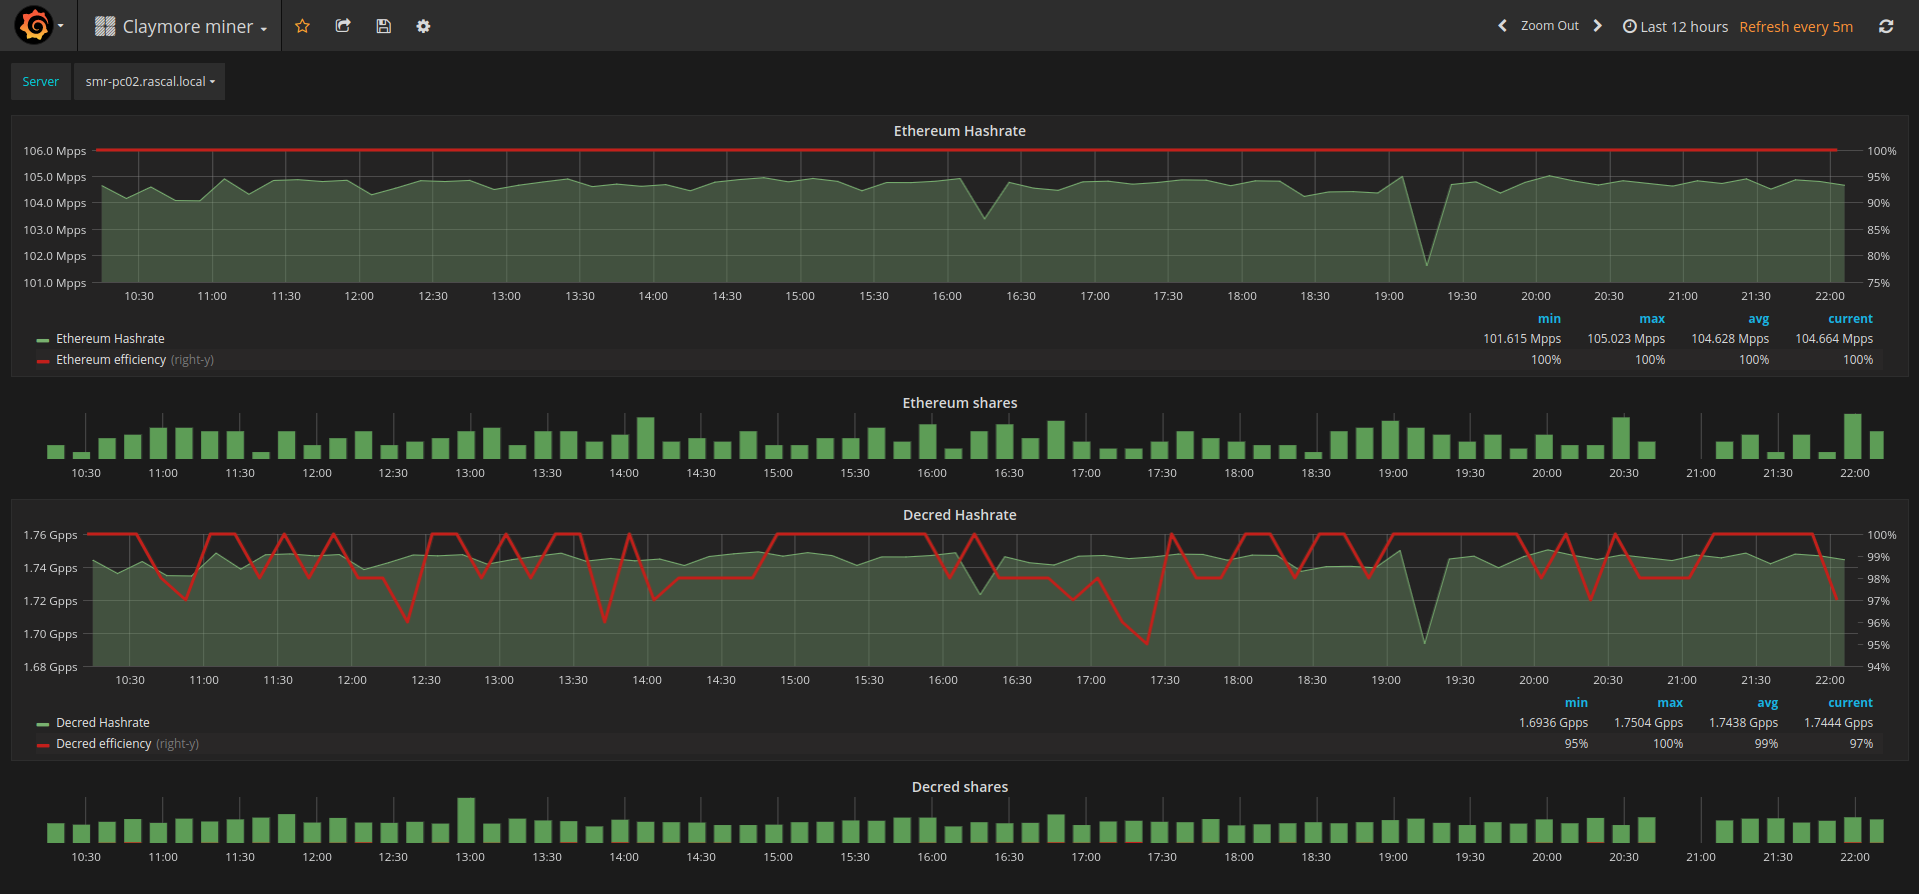 Claymore miner
Zoom Out Last 12 hours Refresh every 5m
Server smr-pc02.rascal.local
Ethereum Hashrate
106.0 Mpps 100%
105.0 Mpps 95%
104.0 Mpps 90%
103.0 Mpps 85%
102.0 Mpps 80%
101.0 Mpps 75%
10:30 11:00 11:30 12:00 12:30 13:00 13:30 14:00 14:30 15:00 15:30 16:00 16:30 17:00 17:30 18:00 18:30 19:00 19:30 20:00 20:30 21:00 21:30 22:00
min max avg current
Ethereum Hashrate 101.615 Mpps 105.023 Mpps 104.628 Mpps 104.664 Mpps
Ethereum efficiency (right-y) 100% 100% 100% 100%
Ethereum shares
10:30 11:00 11:30 12:00 12:30 13:00 13:30 14:00 14:30 15:00 15:30 16:00 16:30 17:00 17:30 18:00 18:30 19:00 19:30 20:00 20:30 21:00 21:30 22:00
Decred Hashrate
1.76 Gpps 100%
99%
1.74 Gpps 98%
1.72 Gpps 97%
96%
1.70 Gpps 95%
1.68 Gpps 94%
10:30 11:00 11:30 12:00 12:30 13:00 13:30 14:00 14:30 15:00 15:30 16:00 16:30 17:00 17:30 18:00 18:30 19:00 19:30 20:00 20:30 21:00 21:30 22:00
min max avg current
Decred Hashrate 1.6936 Gpps 1.7504 Gpps 1.7438 Gpps 1.7444 Gpps
Decred efficiency (right-y) 95% 100% 99% 97%
Decred shares
10:30 11:00 11:30 12:00 12:30 13:00 13:30 14:00 14:30 15:00 15:30 16:00 16:30 17:00 17:30 18:00 18:30 19:00 19:30 20:00 20:30 21:00 21:30 22:00